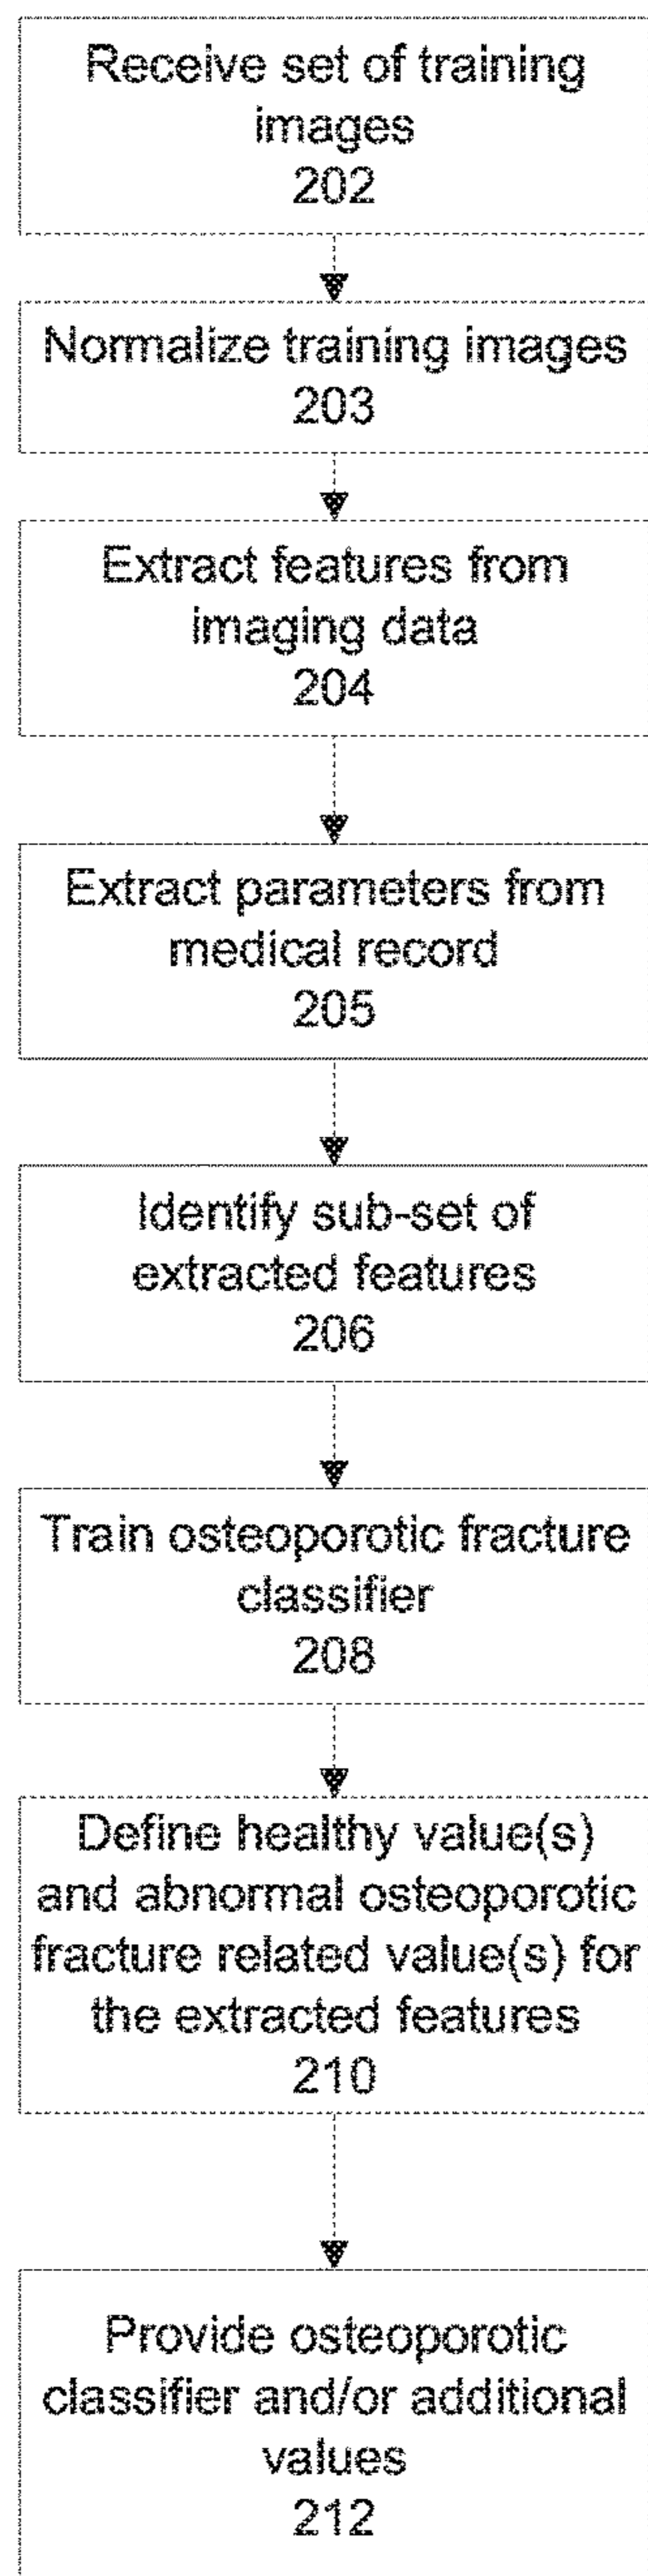 Receive set of training
images
202
Normalize training images
203
Extract features from
imaging data
204
Extract parameters from
medical record
205
Identify sub-set of
extracted features
206
Train osteoporotic fracture
classifier
208
Define healthy value(s)
and abnormal osteoporotic
fracture related value(s) for
the extracted features
210
Provide osteoporotic
classifier and/or additional
values
212